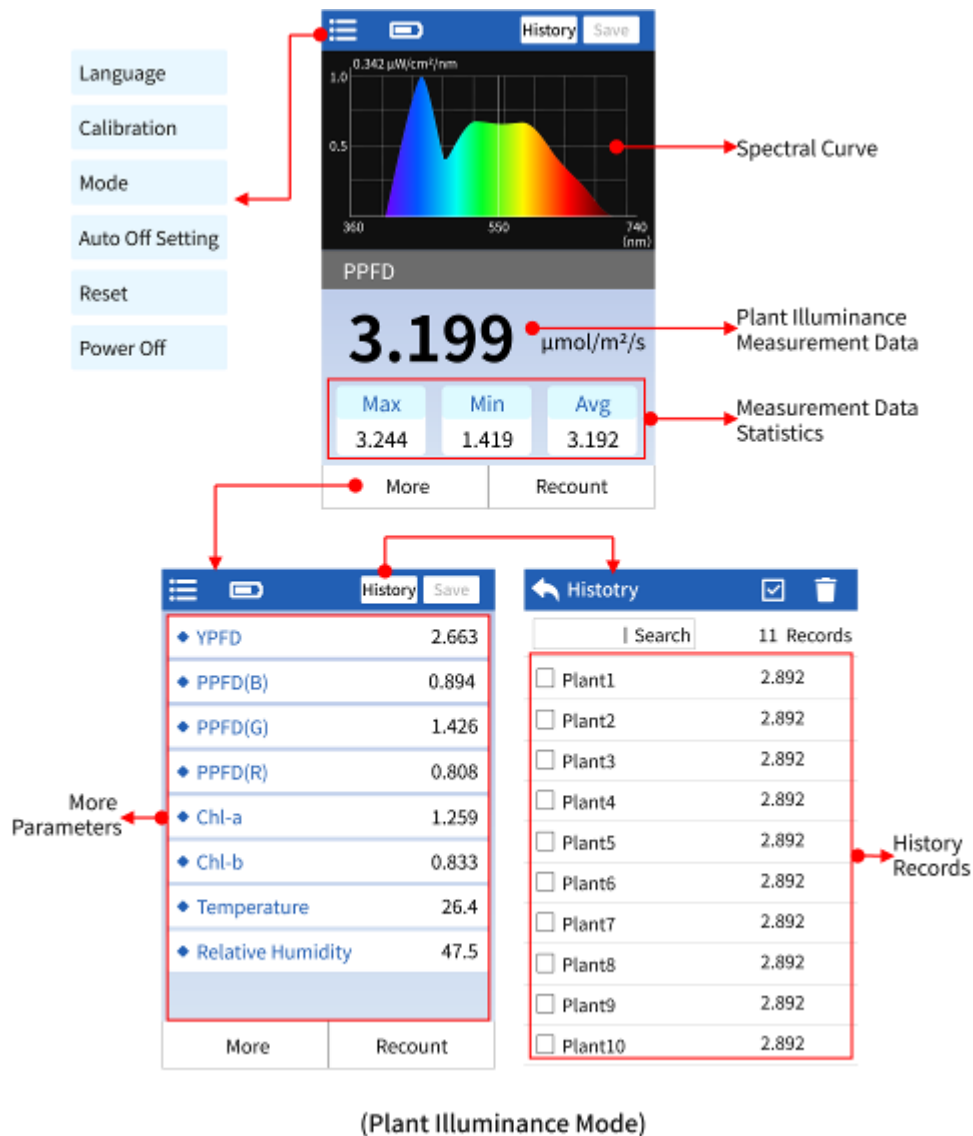 History Save
0.342 μW/cm²/nm
1.0
0.5
360 550 740
(nm)
Language
Calibration
Mode
Auto Off Setting
Reset
Power Off
Spectral Curve
PPFD
3.199 μmol/m²/s
Plant Illuminance
Measurement Data
Max Min Avg
3.244 1.419 3.192
Measurement Data
Statistics
More Recount
History Save
YPFD 2.663
PPFD(B) 0.894
PPFD(G) 1.426
PPFD(R) 0.808
Chl-a 1.259
Chl-b 0.833
Temperature 26.4
Relative Humidity 47.5
More Recount
More
Parameters
Histotry
| Search 11 Records
Plant1 2.892
Plant2 2.892
Plant3 2.892
Plant4 2.892
Plant5 2.892
Plant6 2.892
Plant7 2.892
Plant8 2.892
Plant9 2.892
Plant10 2.892
History
Records
(Plant Illuminance Mode)